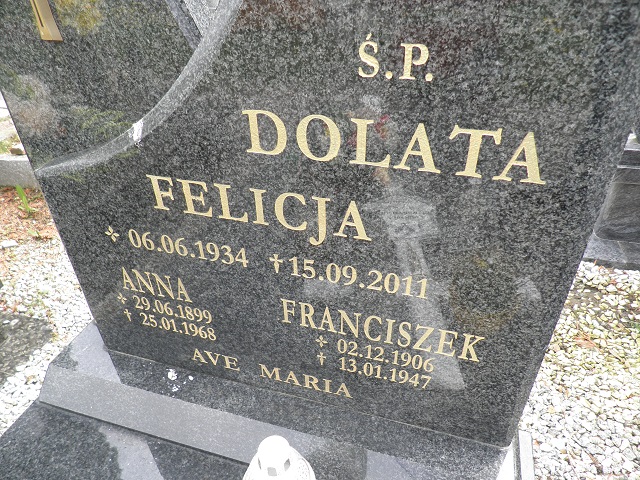 Ś.P.
DOLATA
FELICJA
✣ 06.06.1934 †15.09.2011
ANNA
✣ 29.06.1899
† 25.01.1968
FRANCISZEK
✣ 02.12.1906
† 13.01.1947
AVE MARIA